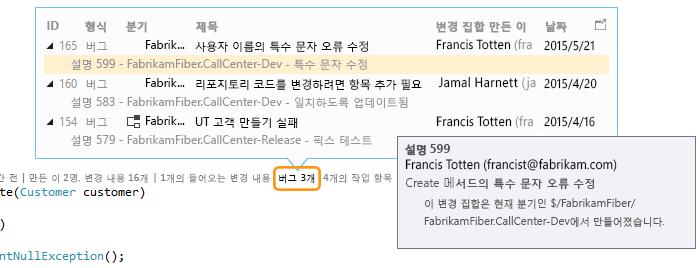 ID 형식 분기 제목 변경 집합 만든 이 날짜
165 버그 Fabrik... 사용자 이름의 특수 문자 오류 수정 Francis Totten (fra 2015/5/21
설명 599 - FabrikamFiber.CallCenter-Dev - 특수 문자 수정
160 버그 Fabrik... 리포지토리 코드를 변경하려면 항목 추가 필요 Jamal Harnett (ja 2015/4/20
설명 583 - FabrikamFiber.CallCenter-Dev - 일치하도록 업데이트됨
154 버그 Fabrik... UT 고객 만들기 실패 Francis Totten (fra 2015/4/16
설명 579 - FabrikamFiber.CallCenter-Release - 픽스 테스트
설명 599
Francis Totten (francist@fabrikam.com)
Create 메서드의 특수 문자 오류 수정
이 변경 집합은 현재 분기인 $/FabrikamFiber/
FabrikamFiber.CallCenter-Dev에서 만들어졌습니다.
전 | 만든 이 2명, 변경 내용 16개 | 1개의 들어오는 변경 내용 버그 3개 4개의 작업 항목
te(Customer customer)
)
entNullException();